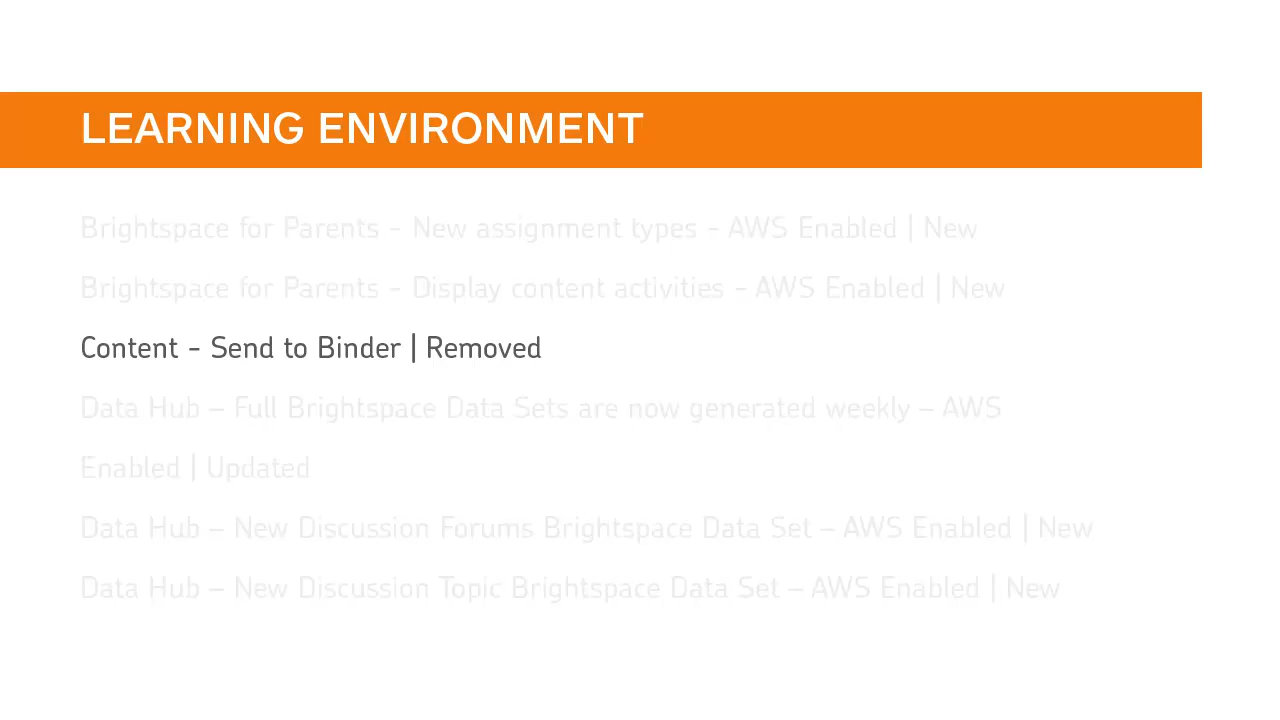 LEARNING ENVIRONMENT
Brightspace for Parents - New assignment types - AWS Enabled | New
Brightspace for Parents - Display content activities - AWS Enabled | New
Content - Send to Binder | Removed
Data Hub – Full Brightspace Data Sets are now generated weekly – AWS
Enabled | Updated
Data Hub – New Discussion Forums Brightspace Data Set – AWS Enabled | New
Data Hub – New Discussion Topic Brightspace Data Set – AWS Enabled | New